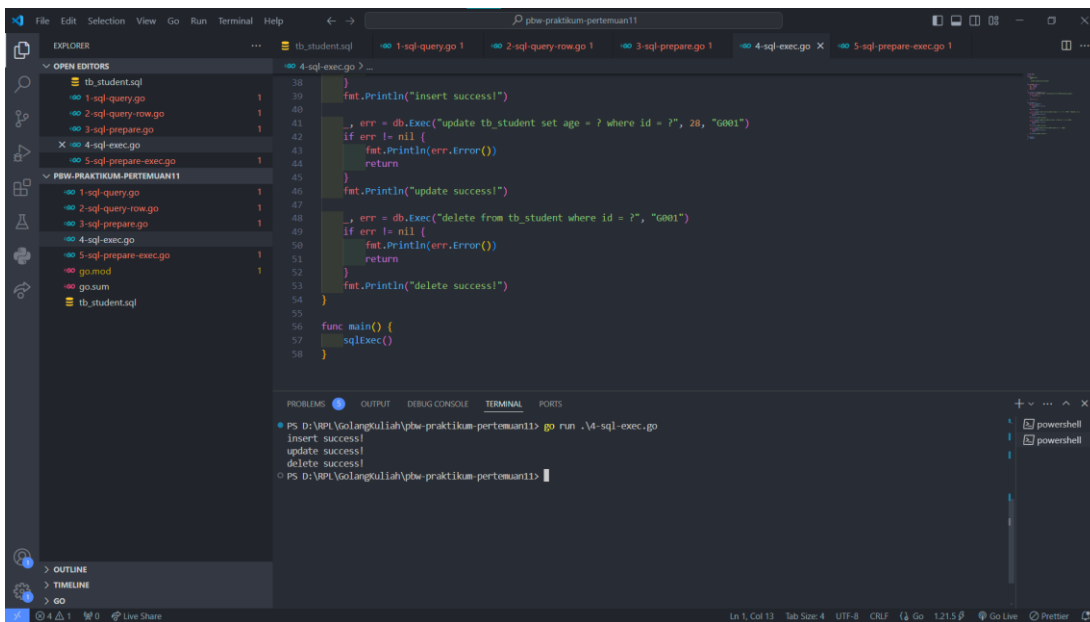 File Edit Selection View Go Run Terminal Help
pbw-praktikum-pertemuan11
EXPLORER
OPEN EDITORS
tb_student.sql
1-sql-query.go 1
2-sql-query-row.go 1
3-sql-prepare.go 1
4-sql-exec.go
5-sql-prepare-exec.go 1
PBW-PRAKTIKUM-PERTEMUAN11
1-sql-query.go 1
2-sql-query-row.go 1
3-sql-prepare.go 1
4-sql-exec.go
5-sql-prepare-exec.go 1
go.mod 1
go.sum
tb_student.sql
OUTLINE
TIMELINE
GO
tb_student.sql 1-sql-query.go 1 2-sql-query-row.go 1 3-sql-prepare.go 1 4-sql-exec.go 5-sql-prepare-exec.go 1
4-sql-exec.go > ...
38 }
39 fmt.Println("insert success!")
40
41 _, err = db.Exec("update tb_student set age = ? where id = ?", 28, "G001")
42 if err != nil {
43 fmt.Println(err.Error())
44 return
45 }
46 fmt.Println("update success!")
47
48 _, err = db.Exec("delete from tb_student where id = ?", "G001")
49 if err != nil {
50 fmt.Println(err.Error())
51 return
52 }
53 fmt.Println("delete success!")
54 }
55
56 func main() {
57 sqlExec()
58 }
PROBLEMS 5 OUTPUT DEBUG CONSOLE TERMINAL PORTS
PS D:\RPL\GolangKuliah\pbw-praktikum-pertemuan11> go run .\4-sql-exec.go
insert success!
update success!
delete success!
PS D:\RPL\GolangKuliah\pbw-praktikum-pertemuan11>
powershell
powershell
1
1
4 1 0 Live Share
Ln 1, Col 13 Tab Size: 4 UTF-8 CRLF Go 1.21.5 Go Live Prettier